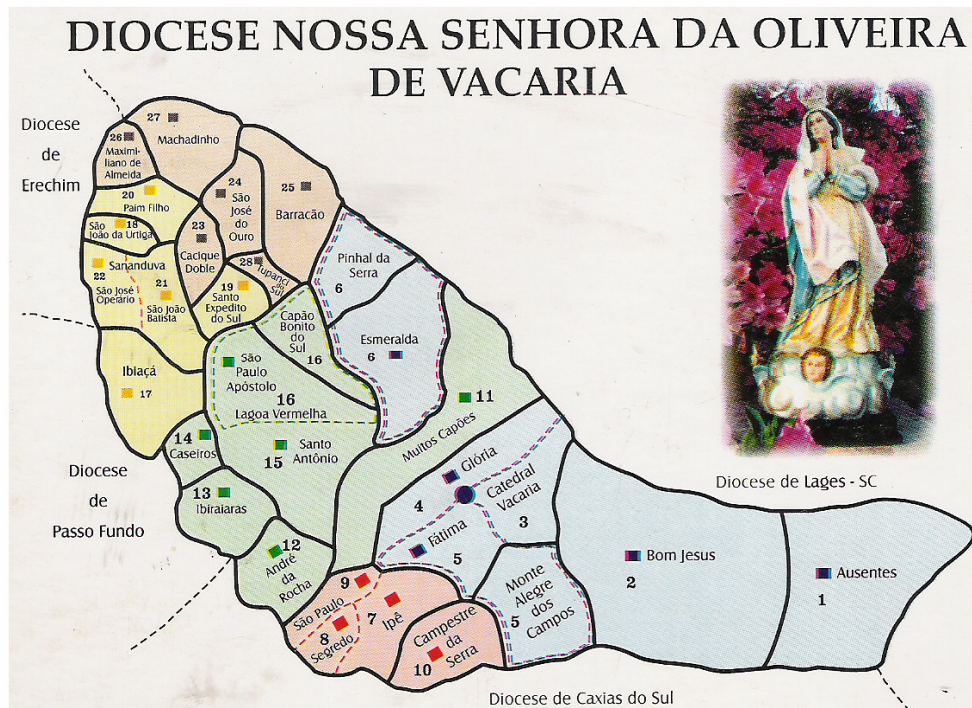 DIOCESE NOSSA SENHORA DA OLIVEIRA
DE VACARIA
Diocese
de
Erechim
27
Machadinho
26
Maximi-
liano de
Almeida
20
Paim Filho
24
São
José
do
Ouro
25
Barracão
18
São
João da Urtiga
23
Cacique
Doble
28
Tupanci do
Sul
Sananduva
22
São José
Operário
21
São João
Batista
19
Santo
Expedito
do Sul
Pinhal da
Serra
6
Capão
Bonito
do
Sul
16
Esmeralda
6
Ibiaçá
17
São
Paulo
Apóstolo
16
Lagoa Vermelha
11
Muitos Capões
14
Caseiros
15
Santo
Antônio
Diocese
de
Passo Fundo
13
Ibiraiaras
Glória
4
Catedral
Vacaria
3
Diocese de Lages - SC
12
André
da
Rocha
Fátima
5
Bom Jesus
2
Ausentes
1
9
São Paulo
8
Segredo
7
Ipê
Monte
Alegre
dos
Campos
5
Campestre
da
Serra
10
Diocese de Caxias do Sul